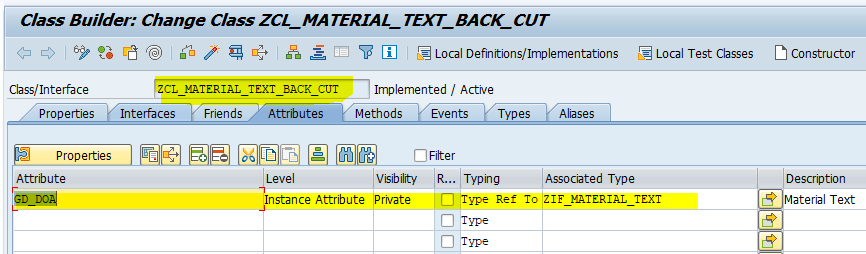 Class Builder: Change Class ZCL_MATERIAL_TEXT_BACK_CUT
Local Definitions/Implementations Local Test Classes Constructor
Class/Interface ZCL_MATERIAL_TEXT_BACK_CUT Implemented / Active
Properties Interfaces Friends Attributes Methods Events Types Aliases
Properties Filter
Attribute Level Visibility R... Typing Associated Type Description
GD_DOA Instance Attribute Private Type Ref To ZIF_MATERIAL_TEXT Material Text
Type
Type